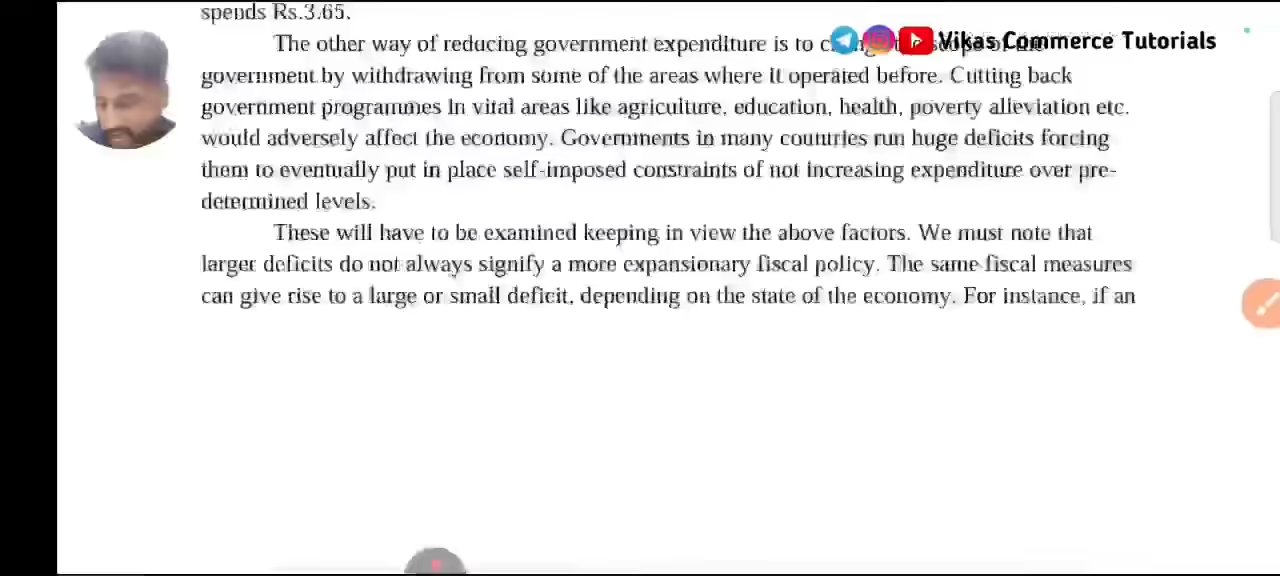 spends Rs.3.65.
The other way of reducing government expenditure is to of the
government by withdrawing from some of the areas where it operated before. Cutting back
government programmes in vital areas like agriculture, education, health, poverty alleviation etc.
would adversely affect the economy. Governments in many countries run huge deficits forcing
them to eventually put in place self-imposed constraints of not increasing expenditure over pre-
determined levels.
These will have to be examined keeping in view the above factors. We must note that
larger deficits do not always signify a more expansionary fiscal policy. The same fiscal measures
can give rise to a large or small deficit, depending on the state of the economy. For instance, if an
Vikas Commerce Tutorials